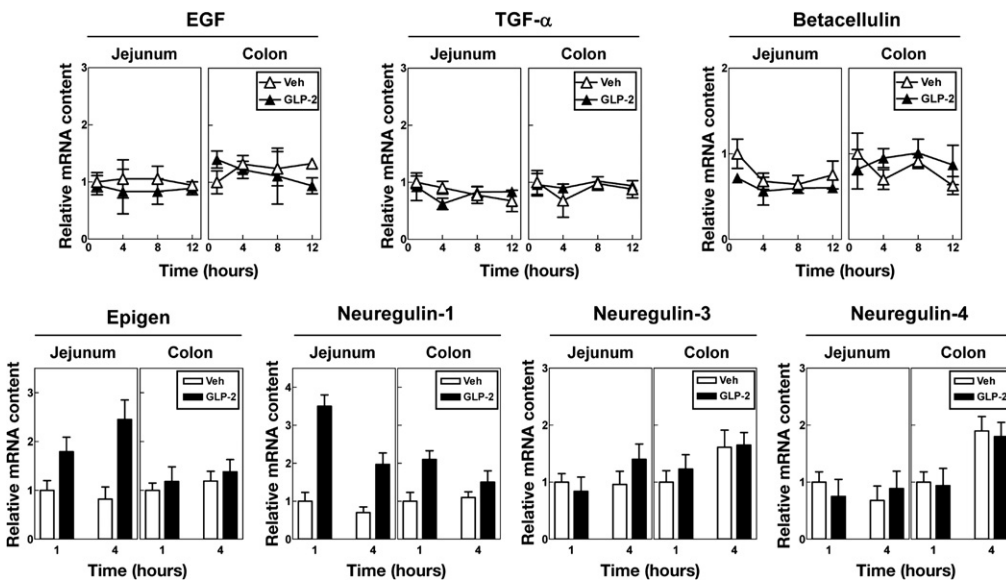 EGF
Jejunum Colon
Relative mRNA content
3
2
1
0
Veh
GLP-2
0 4 8 12 0 4 8 12
Time (hours)
TGF-α
Jejunum Colon
Relative mRNA content
3
2
1
0
Veh
GLP-2
0 4 8 12 0 4 8 12
Time (hours)
Betacellulin
Jejunum Colon
Relative mRNA content
2
1
0
Veh
GLP-2
0 4 8 12 0 4 8 12
Time (hours)
Epigen
Jejunum Colon
Relative mRNA content
3
2
1
0
Veh
GLP-2
1 4 1 4
Time (hours)
Neuregulin-1
Jejunum Colon
Relative mRNA content
4
3
2
1
0
Veh
GLP-2
1 4 1 4
Time (hours)
Neuregulin-3
Jejunum Colon
Relative mRNA content
3
2
1
0
Veh
GLP-2
1 4 1 4
Time (hours)
Neuregulin-4
Jejunum Colon
Relative mRNA content
3
2
1
0
Veh
GLP-2
1 4 1 4
Time (hours)